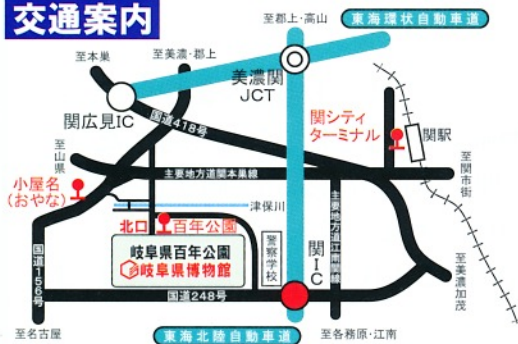 交通案内
至郡上・高山
東海環状自動車道
至本巣
至美濃・郡上
美濃関
JCT
関広見IC
国道418号
関シティ
ターミナル
関駅
至山県
主要地方道関本巣線
至関市街
小屋名
(おやな)
津保川
北口
百年公園
岐阜県百年公園
岐阜県博物館
警察学校
関IC
主要地方道江南関線
国道156号
国道248号
至美濃加茂
至名古屋
東海北陸自動車道
至各務原・江南